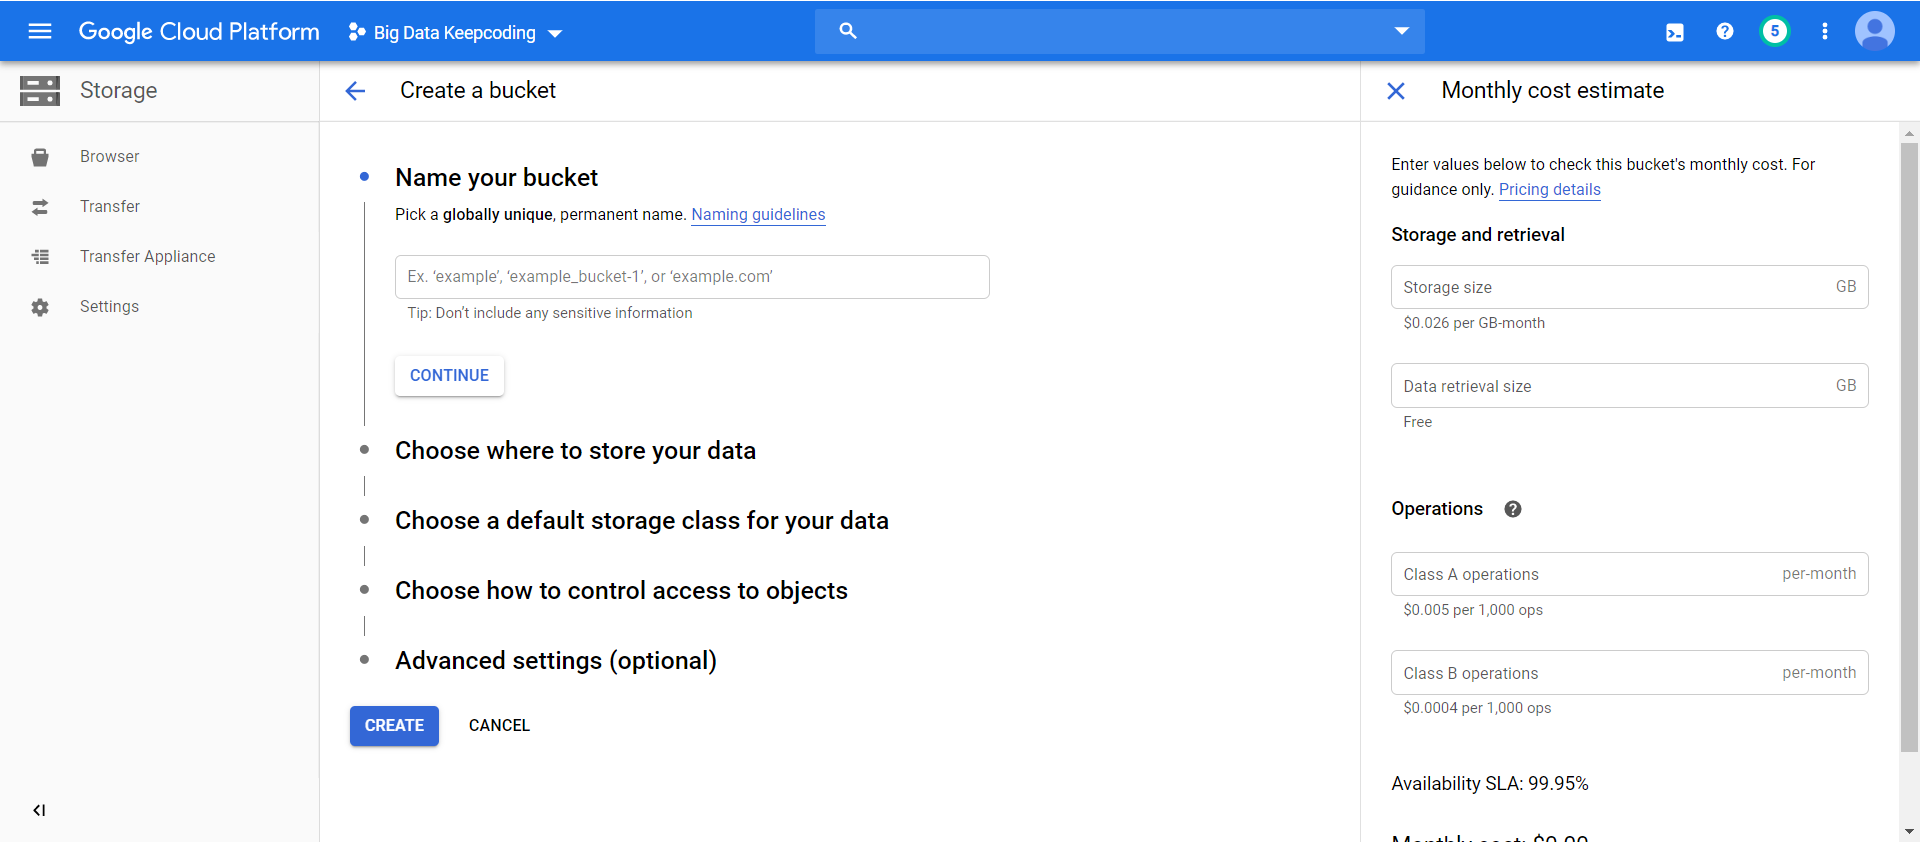 Google Cloud Platform
Big Data Keepcoding
5
Storage
Create a bucket
Monthly cost estimate
Browser
Transfer
Transfer Appliance
Settings
Name your bucket
Pick a globally unique, permanent name. Naming guidelines
Ex. ‘example’, ‘example_bucket-1’, or ‘example.com’
Tip: Don’t include any sensitive information
CONTINUE
Choose where to store your data
Choose a default storage class for your data
Choose how to control access to objects
Advanced settings (optional)
CREATE
CANCEL
Enter values below to check this bucket's monthly cost. For
guidance only. Pricing details
Storage and retrieval
Storage size GB
$0.026 per GB-month
Data retrieval size GB
Free
Operations
Class A operations per-month
$0.005 per 1,000 ops
Class B operations per-month
$0.0004 per 1,000 ops
Availability SLA: 99.95%
Monthly cost: $0.00